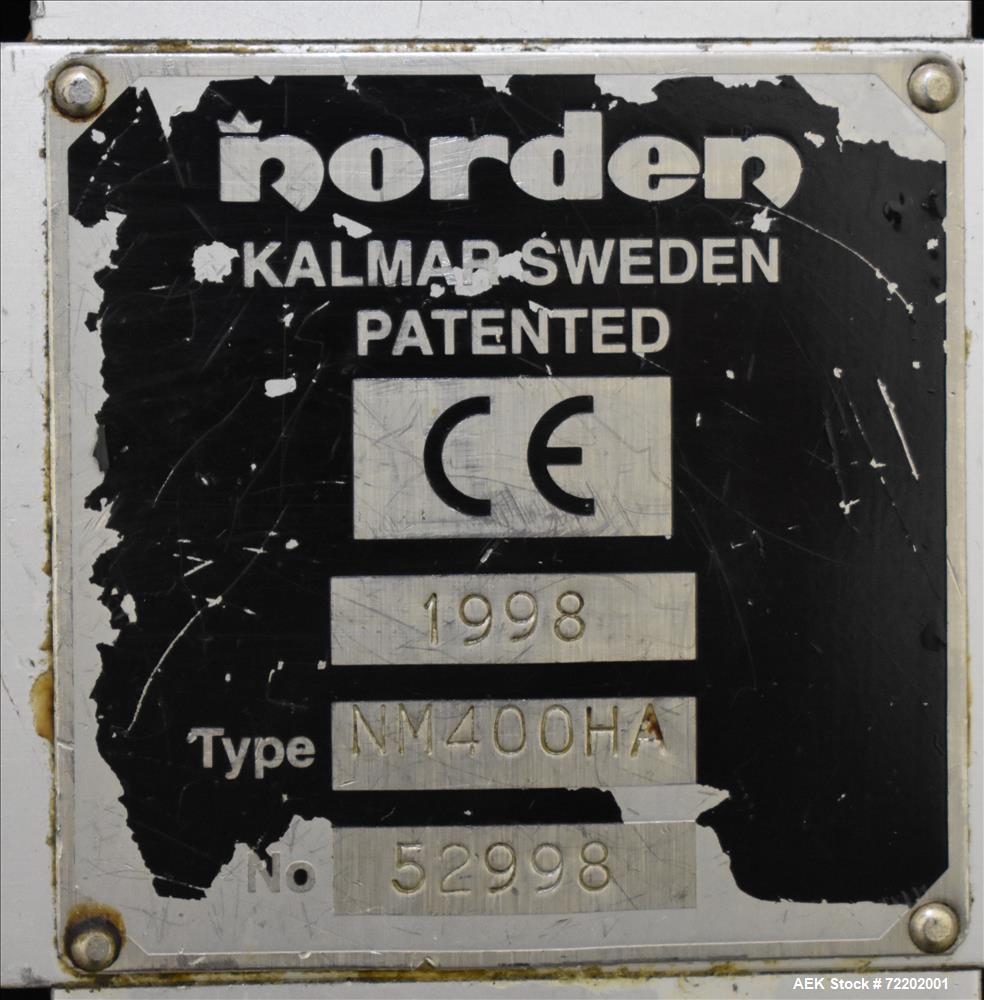 norden
KALMAR SWEDEN
PATENTED
CE
1998
Type NM400HA
No 52998
AEK Stock # 72202001